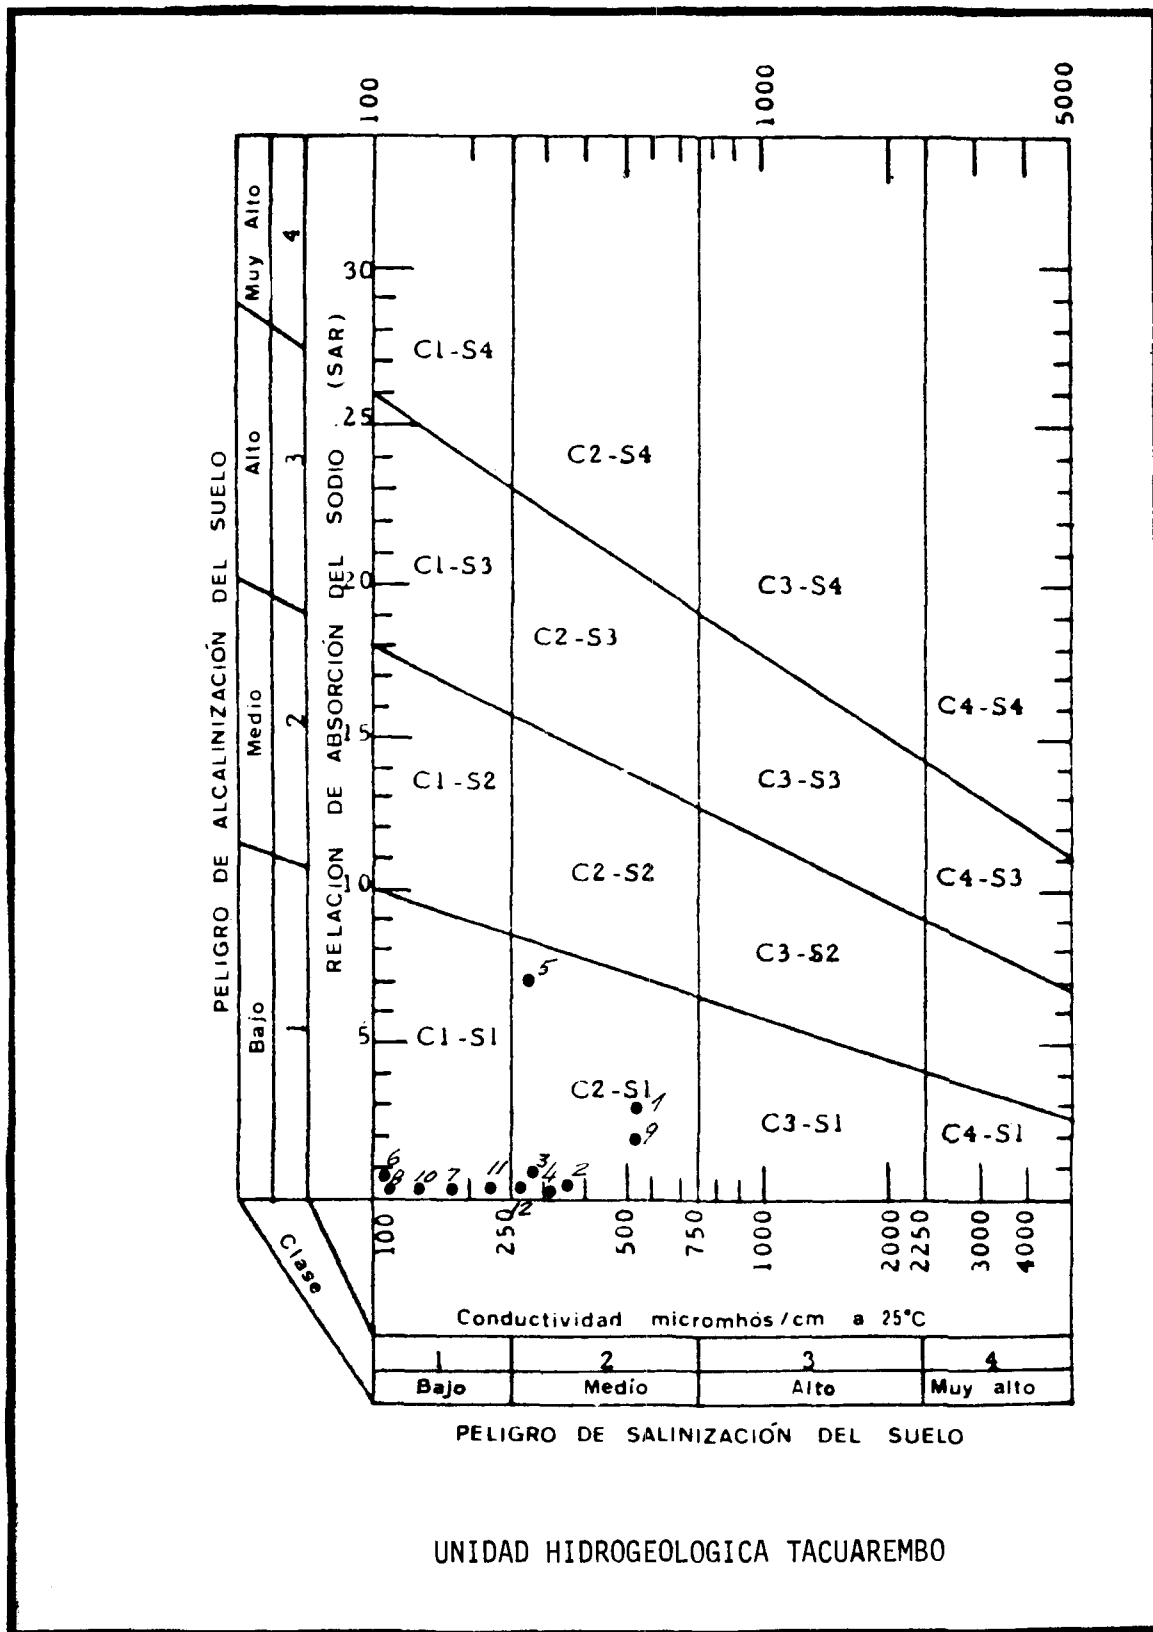 100
1000
5000
PELIGRO DE ALCALINIZACIÓN DEL SUELO
Muy Alto
Alto
Medio
Bajo
4
3
2
1
RELACION DE ABSORCIÓN DEL SODIO (SAR)
30
25
20
15
10
5
C1-S4
C2-S4
C1-S3
C3-S4
C2-S3
C4-S4
C1-S2
C3-S3
C2-S2
C4-S3
C3-S2
5
C1-S1
C2-S1
1
C3-S1
C4-S1
9
6
8
10
7
11
3
4
2
12
100
250
500
750
1000
2000
2250
3000
4000
Clase
Conductividad micromhós/cm a 25°C
1 2 3 4
Bajo Medio Alto Muy alto
PELIGRO DE SALINIZACIÓN DEL SUELO
UNIDAD HIDROGEOLOGICA TACUAREMBO